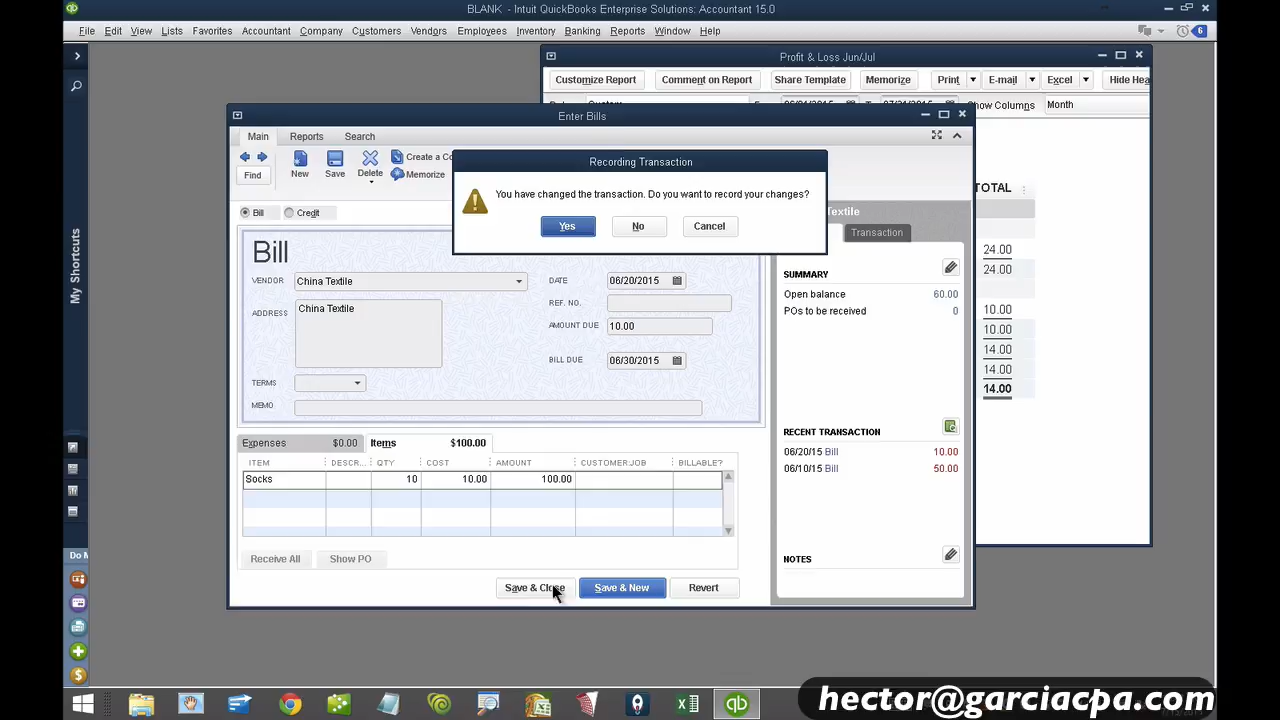 BLANK - Intuit QuickBooks Enterprise Solutions: Accountant 15.0
File Edit View Lists Favorites Accountant Company Customers Vendors Employees Inventory Banking Reports Window Help
6
Profit & Loss Jun/Jul
Customize Report Comment on Report Share Template Memorize Print E-mail Excel Hide Hea
Show Columns Month
Enter Bills
Main Reports Search
Find New Save Delete Create a Co
Memorize
Recording Transaction
You have changed the transaction. Do you want to record your changes?
Yes No Cancel
Bill Credit
Textile
Transaction
Bill
VENDOR China Textile
ADDRESS China Textile
TERMS
MEMO
DATE 06/20/2015
REF. NO.
AMOUNT DUE 10.00
BILL DUE 06/30/2015
SUMMARY
Open balance 60.00
POs to be received 0
RECENT TRANSACTION
06/20/15 Bill 10.00
06/10/15 Bill 50.00
NOTES
Expenses $0.00 Items $100.00
ITEM DESCR... QTY COST AMOUNT CUSTOMER:JOB BILLABLE?
Socks 10 10.00 100.00
Receive All Show PO
Save & Close Save & New Revert
TOTAL
24.00
24.00
10.00
10.00
14.00
14.00
14.00
My Shortcuts
Do M
hector@garciacpa.com